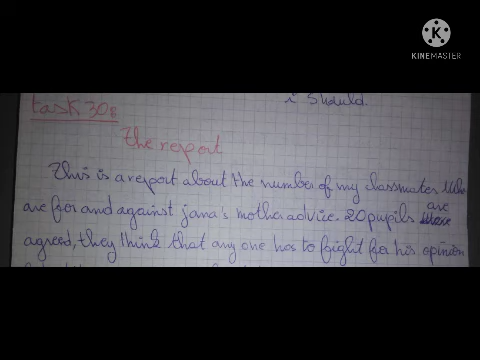 KINEMASTER
i should.
task 30:
The report
This is a report about the number of my classmates who
are for and against jana's mother advice. 20 pupils are
agreed, they think that any one has to fight for his opinion